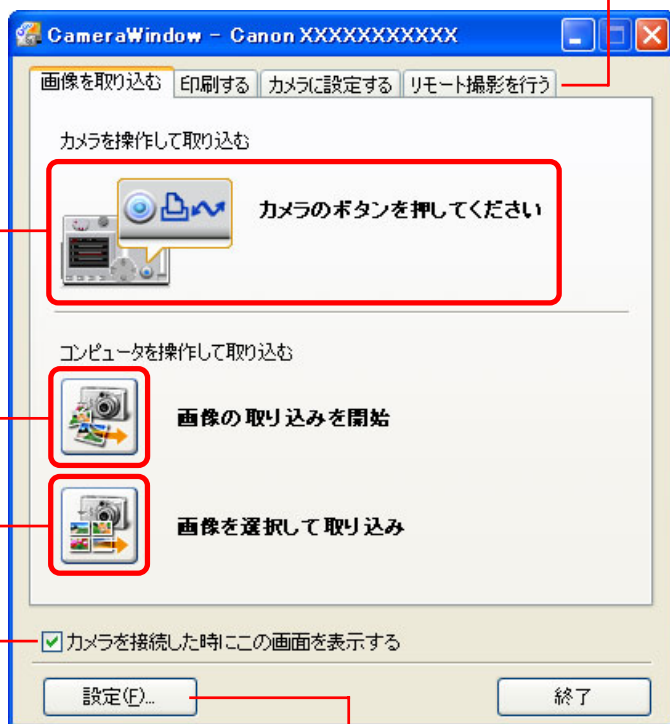 CameraWindow - Canon XXXXXXXXXXX
画像を取り込む 印刷する カメラに設定する リモート撮影を行う
カメラを操作して取り込む
カメラのボタンを押してください
コンピュータを操作して取り込む
画像の取り込みを開始
画像を選択して取り込み
カメラを接続した時にこの画面を表示する
設定(F)... 終了